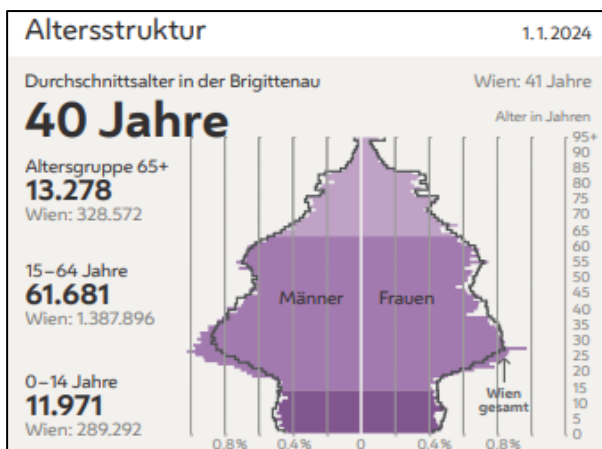 Altersstruktur 1.1.2024
Durchschnittsalter in der Brigittenau Wien: 41 Jahre
40 Jahre
Alter in Jahren
Altersgruppe 65+
13.278
Wien: 328.572
15–64 Jahre
61.681
Wien: 1.387.896
0–14 Jahre
11.971
Wien: 289.292
Männer Frauen
95+
90
85
80
75
70
65
60
55
50
45
40
35
30
25
20
15
10
5
0
Wien
gesamt
0.8% 0.4% 0 0.4% 0.8%